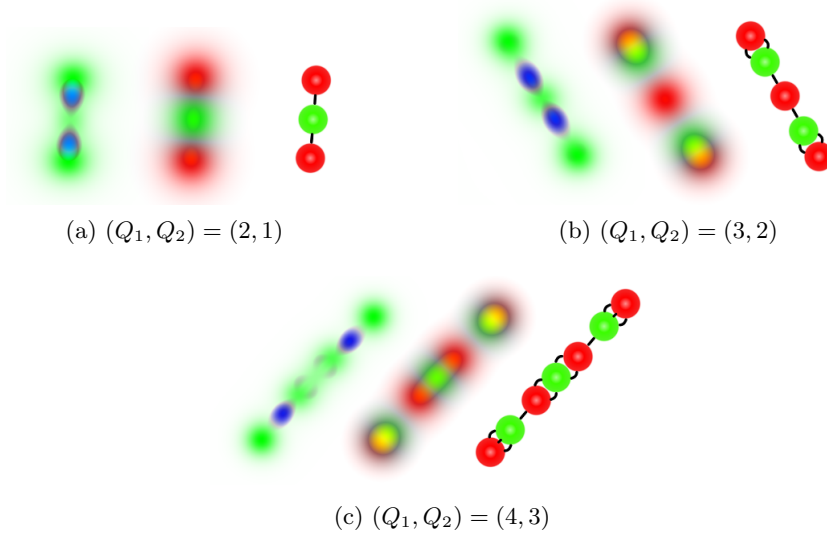 (a) (Q₁, Q₂) = (2, 1)
(b) (Q₁, Q₂) = (3, 2)
(c) (Q₁, Q₂) = (4, 3)